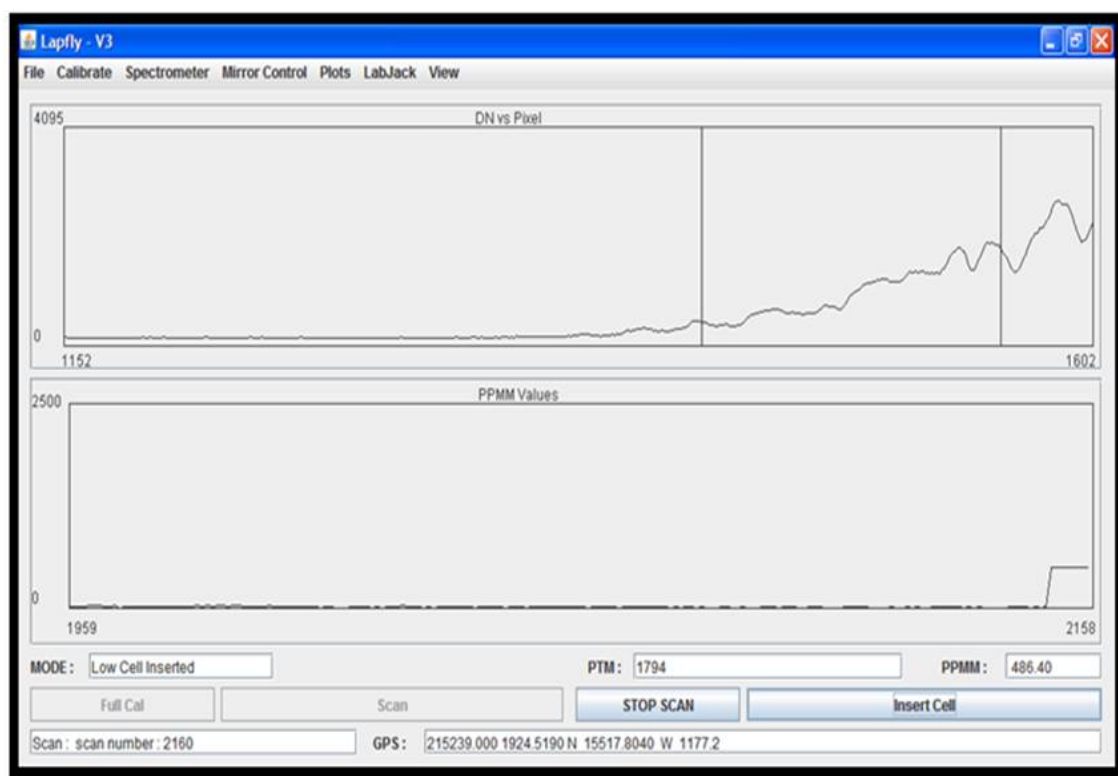 Lapfly - V3
File Calibrate Spectrometer Mirror Control Plots LabJack View
DN vs Pixel
4095
0
1152 1602
PPMM Values
2500
0
1959 2158
MODE : Low Cell Inserted PTM : 1794 PPMM : 486.40
Full Cal Scan STOP SCAN Insert Cell
Scan : scan number : 2160 GPS : 215239.000 1924.5190 N 15517.8040 W 1177.2